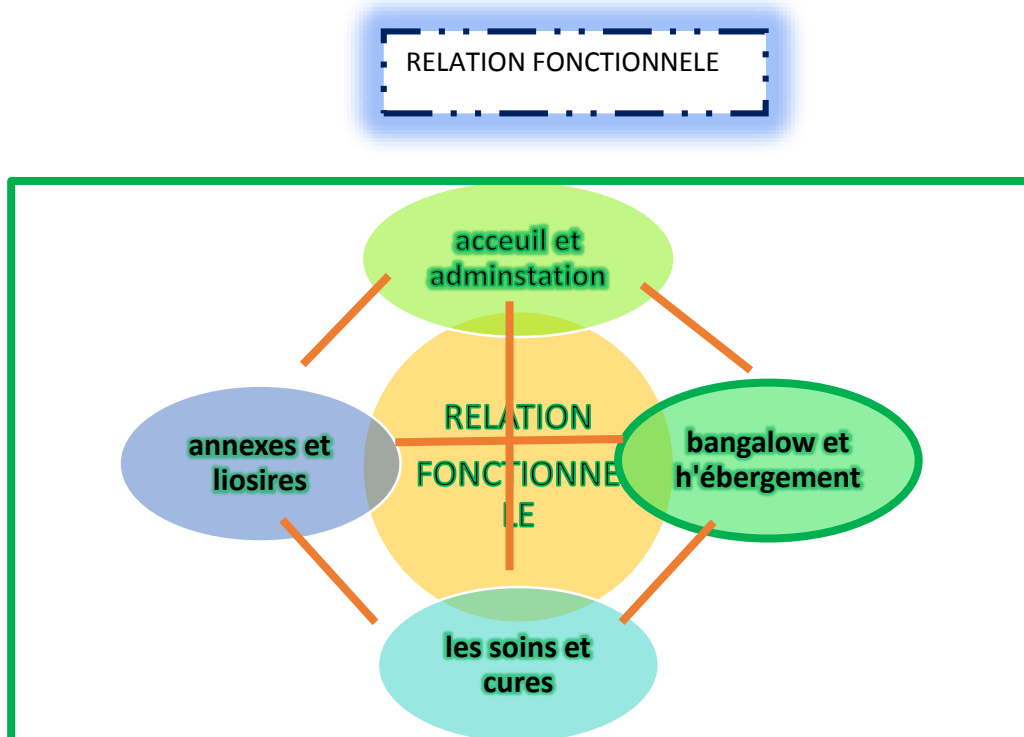 RELATION FONCTIONNELE
acceuil et
adminstation
RELATION
FONCTIONNE
LE
annexes et
liosires
bangalow et
h'ébergement
les soins et
cures